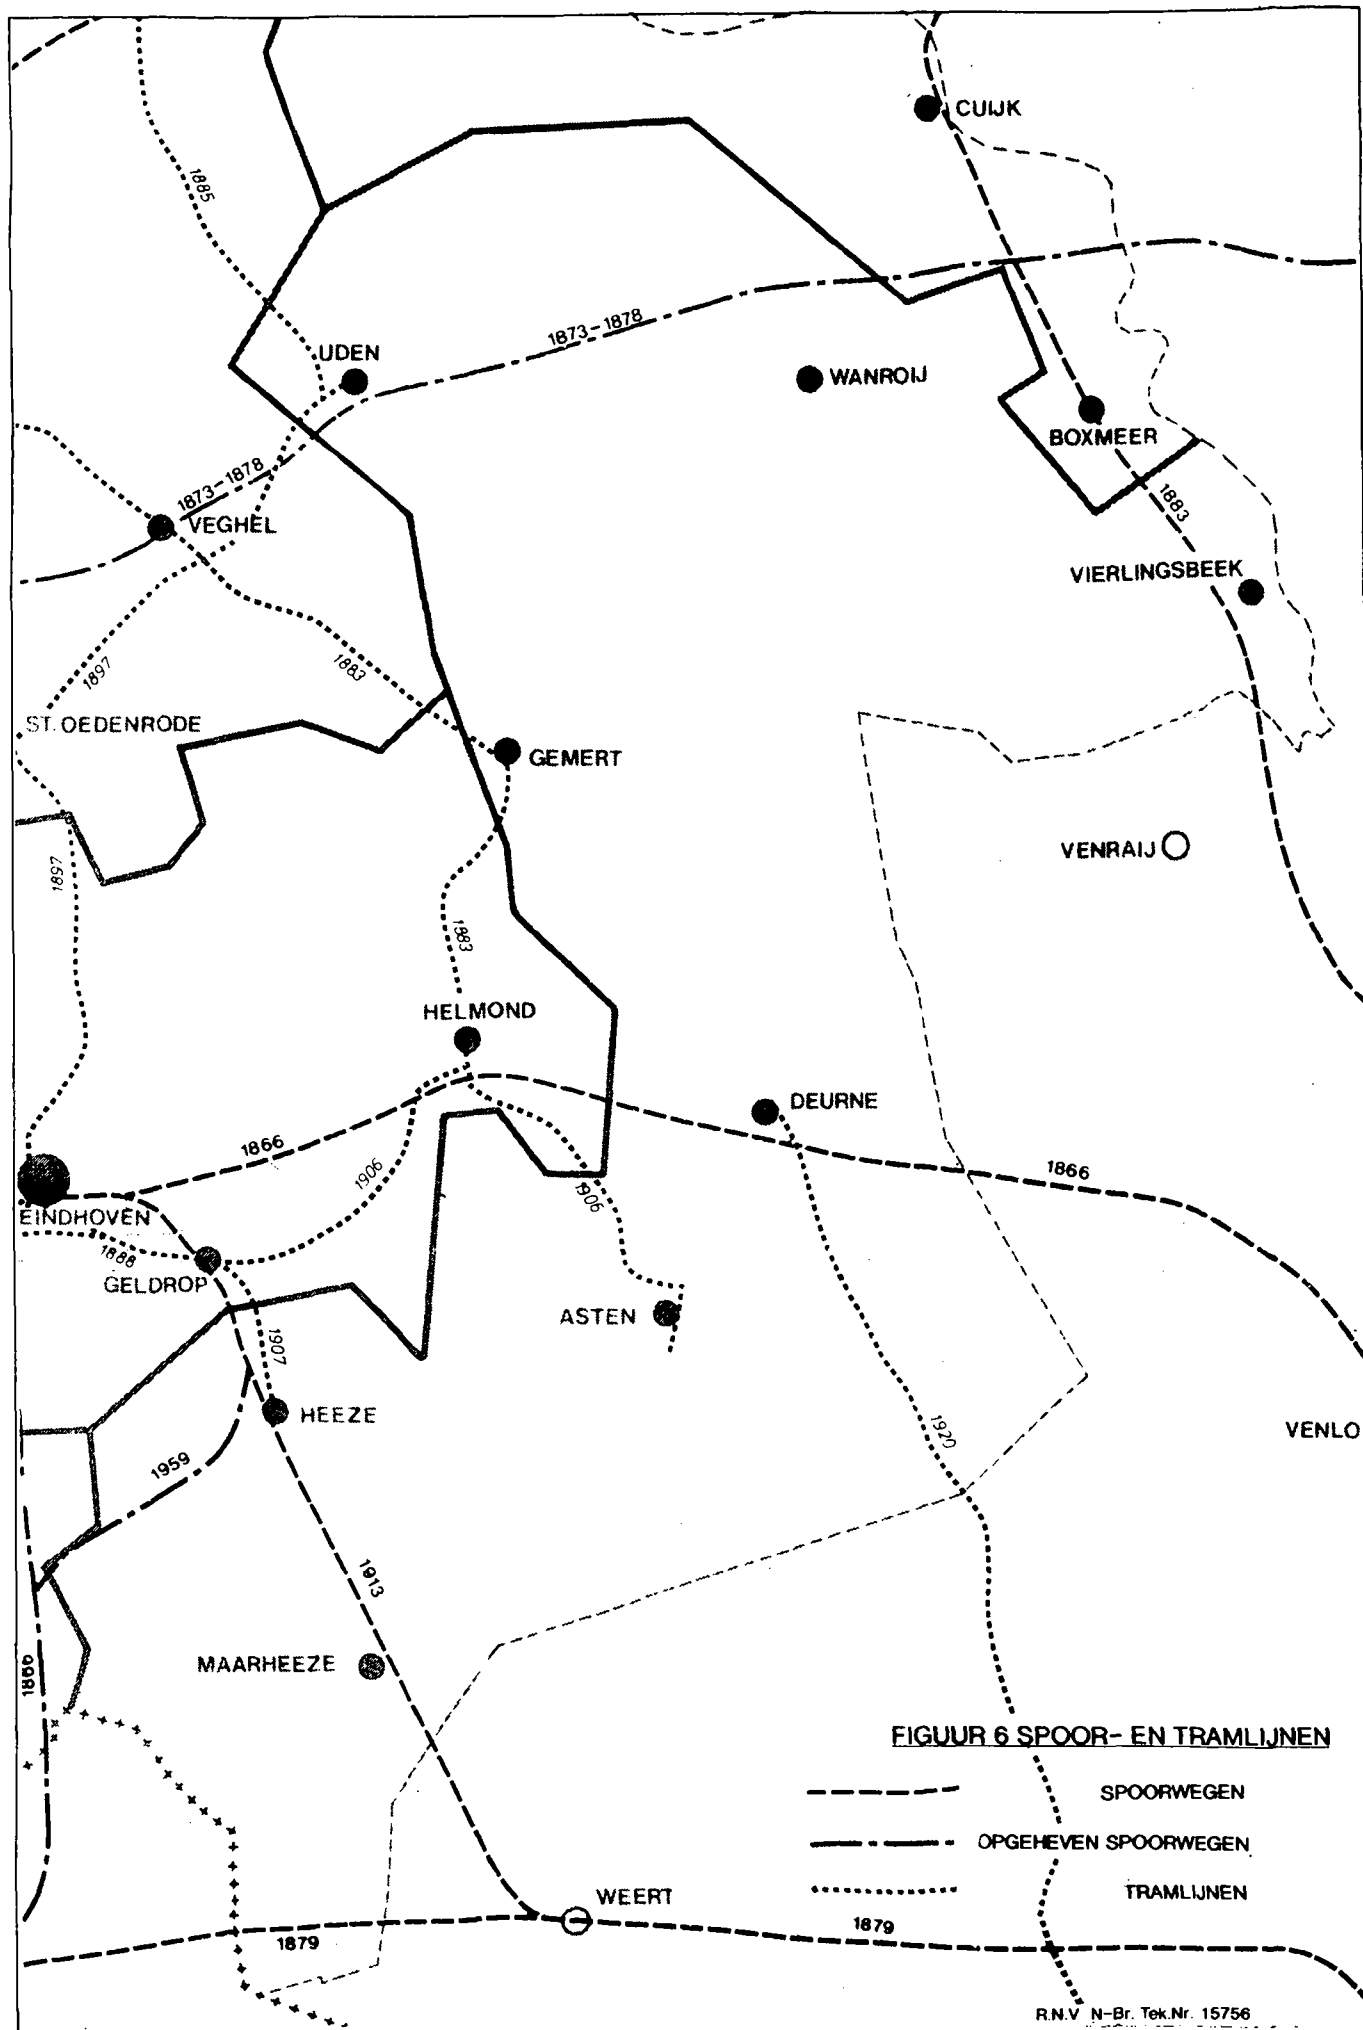 CUIJK
1885
1873-1878
UDEN
WANROIJ
BOXMEER
1873-1878
VEGHEL
1883
VIERLINGSBEEK
1897
1883
ST. OEDENRODE
GEMERT
VENRAIJ
1897
1883
HELMOND
DEURNE
1866
1906
1906
1866
EINDHOVEN
1888
GELDROP
ASTEN
1907
HEEZE
1920
VENLO
1959
1913
MAARHEEZE
1866
FIGUUR 6 SPOOR- EN TRAMLIJNEN
SPOORWEGEN
OPGEHEVEN SPOORWEGEN
TRAMLIJNEN
WEERT
1879
1879
R.N.V. N-Br. Tek.Nr. 15756